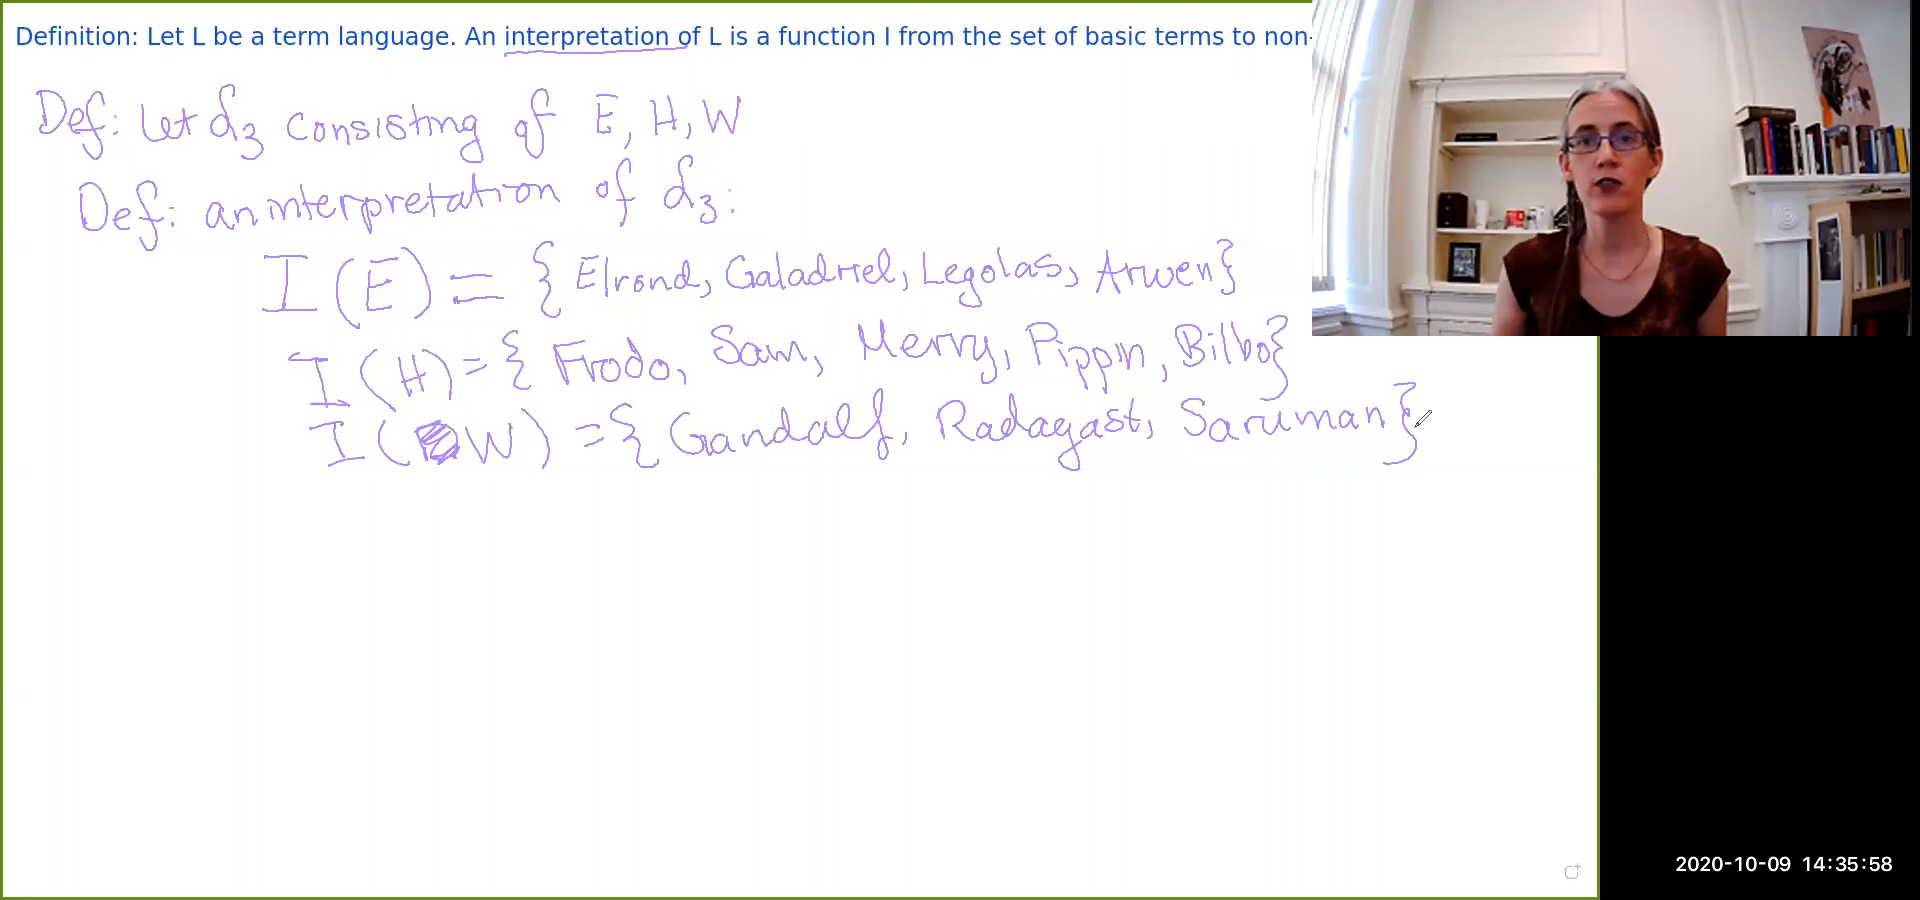 Definition: Let L be a term language. An interpretation of L is a function I from the set of basic terms to non-
Def: Let L3 consisting of E, H, W
Def: an interpretation of L3:
I(E) = {Elrond, Galadriel, Legolas, Arwen}
I(H) = {Frodo, Sam, Merry, Pippin, Bilbo}
I(W) = {Gandalf, Radagast, Saruman}
2020-10-09 14:35:58